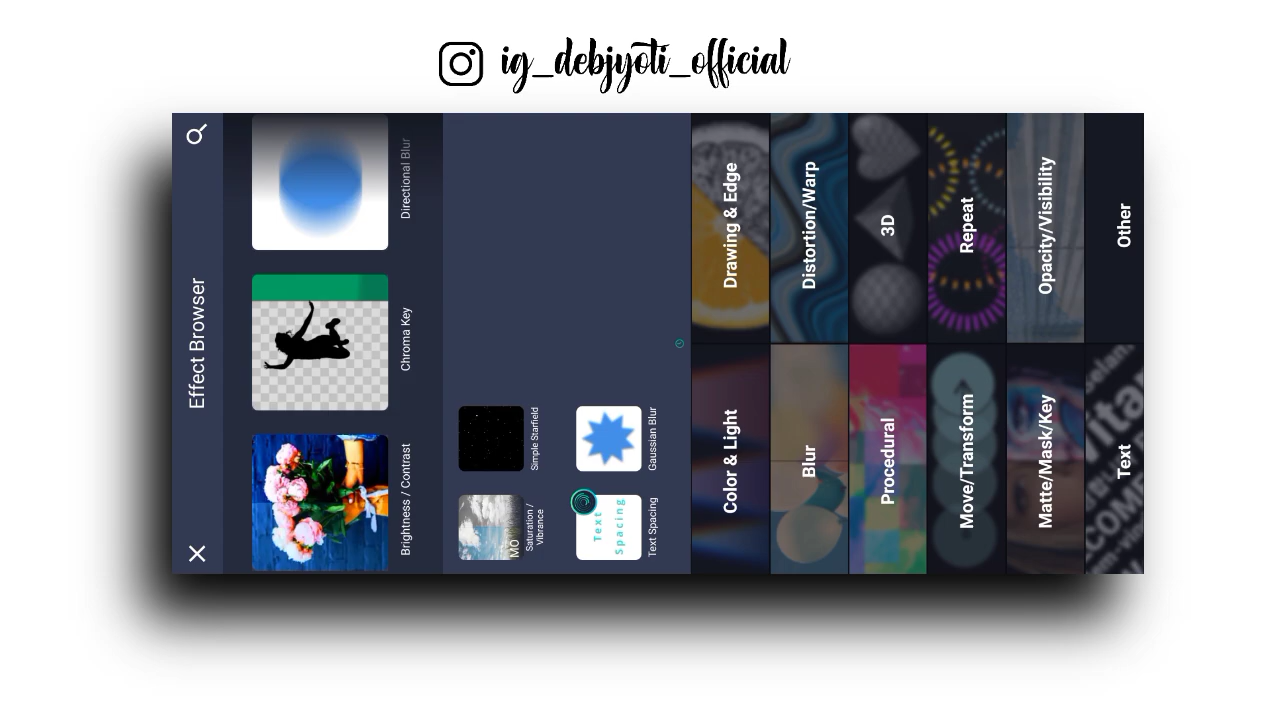 ig_debjyoti_official
Effect Browser
Brightness / Contrast
Chroma Key
Directional Blur
MO
Saturation /
Vibrance
Simple Starfield
Text
Spacing
Text Spacing
Gaussian Blur
Color & Light
Drawing & Edge
Blur
Distortion/Warp
Procedural
3D
Move/Transform
Repeat
Matte/Mask/Key
Opacity/Visibility
Text
Other